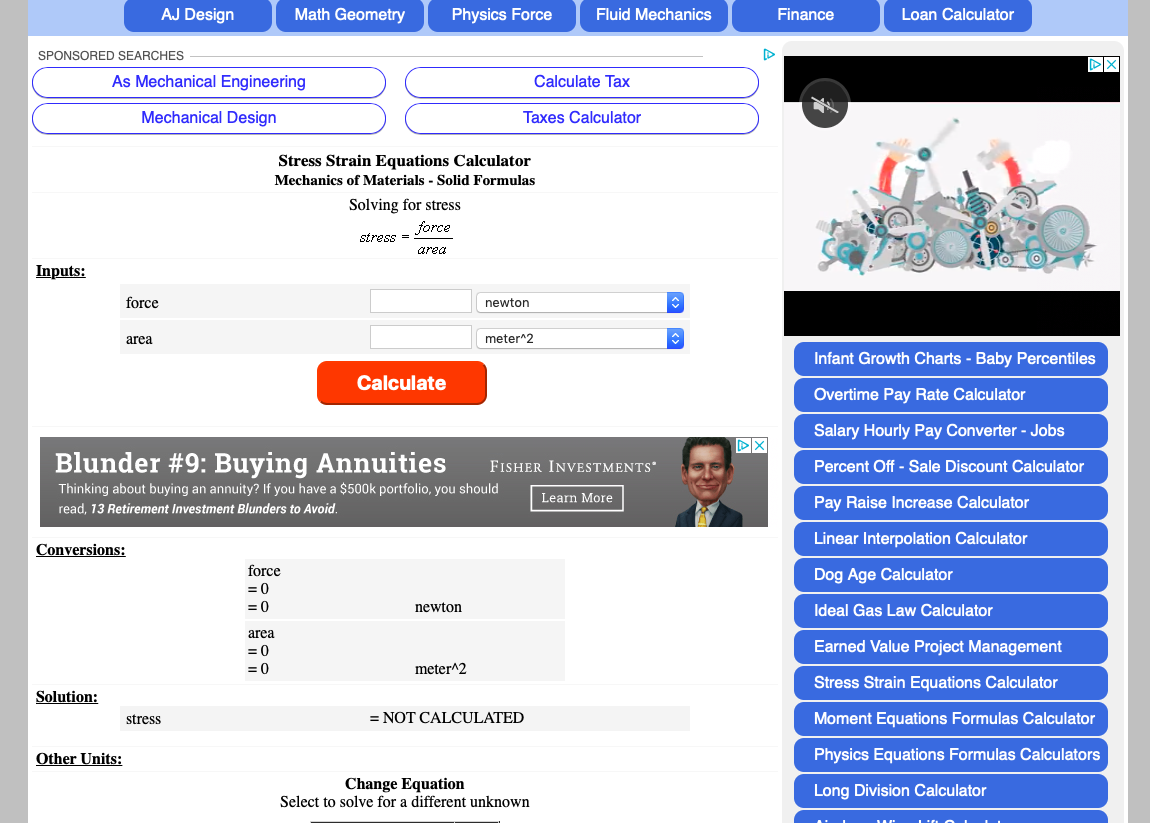 AJ Design Math Geometry Physics Force Fluid Mechanics Finance Loan Calculator
SPONSORED SEARCHES
As Mechanical Engineering Calculate Tax
Mechanical Design Taxes Calculator
Stress Strain Equations Calculator
Mechanics of Materials - Solid Formulas
Solving for stress
stress = force
area
Inputs:
force newton
area meter^2
Calculate
Blunder #9: Buying Annuities
Thinking about buying an annuity? If you have a $500k portfolio, you should
read, 13 Retirement Investment Blunders to Avoid.
FISHER INVESTMENTS®
Learn More
Conversions:
force
= 0
= 0 newton
area
= 0
= 0 meter^2
Solution:
stress = NOT CALCULATED
Other Units:
Change Equation
Select to solve for a different unknown
Infant Growth Charts - Baby Percentiles
Overtime Pay Rate Calculator
Salary Hourly Pay Converter - Jobs
Percent Off - Sale Discount Calculator
Pay Raise Increase Calculator
Linear Interpolation Calculator
Dog Age Calculator
Ideal Gas Law Calculator
Earned Value Project Management
Stress Strain Equations Calculator
Moment Equations Formulas Calculator
Physics Equations Formulas Calculators
Long Division Calculator